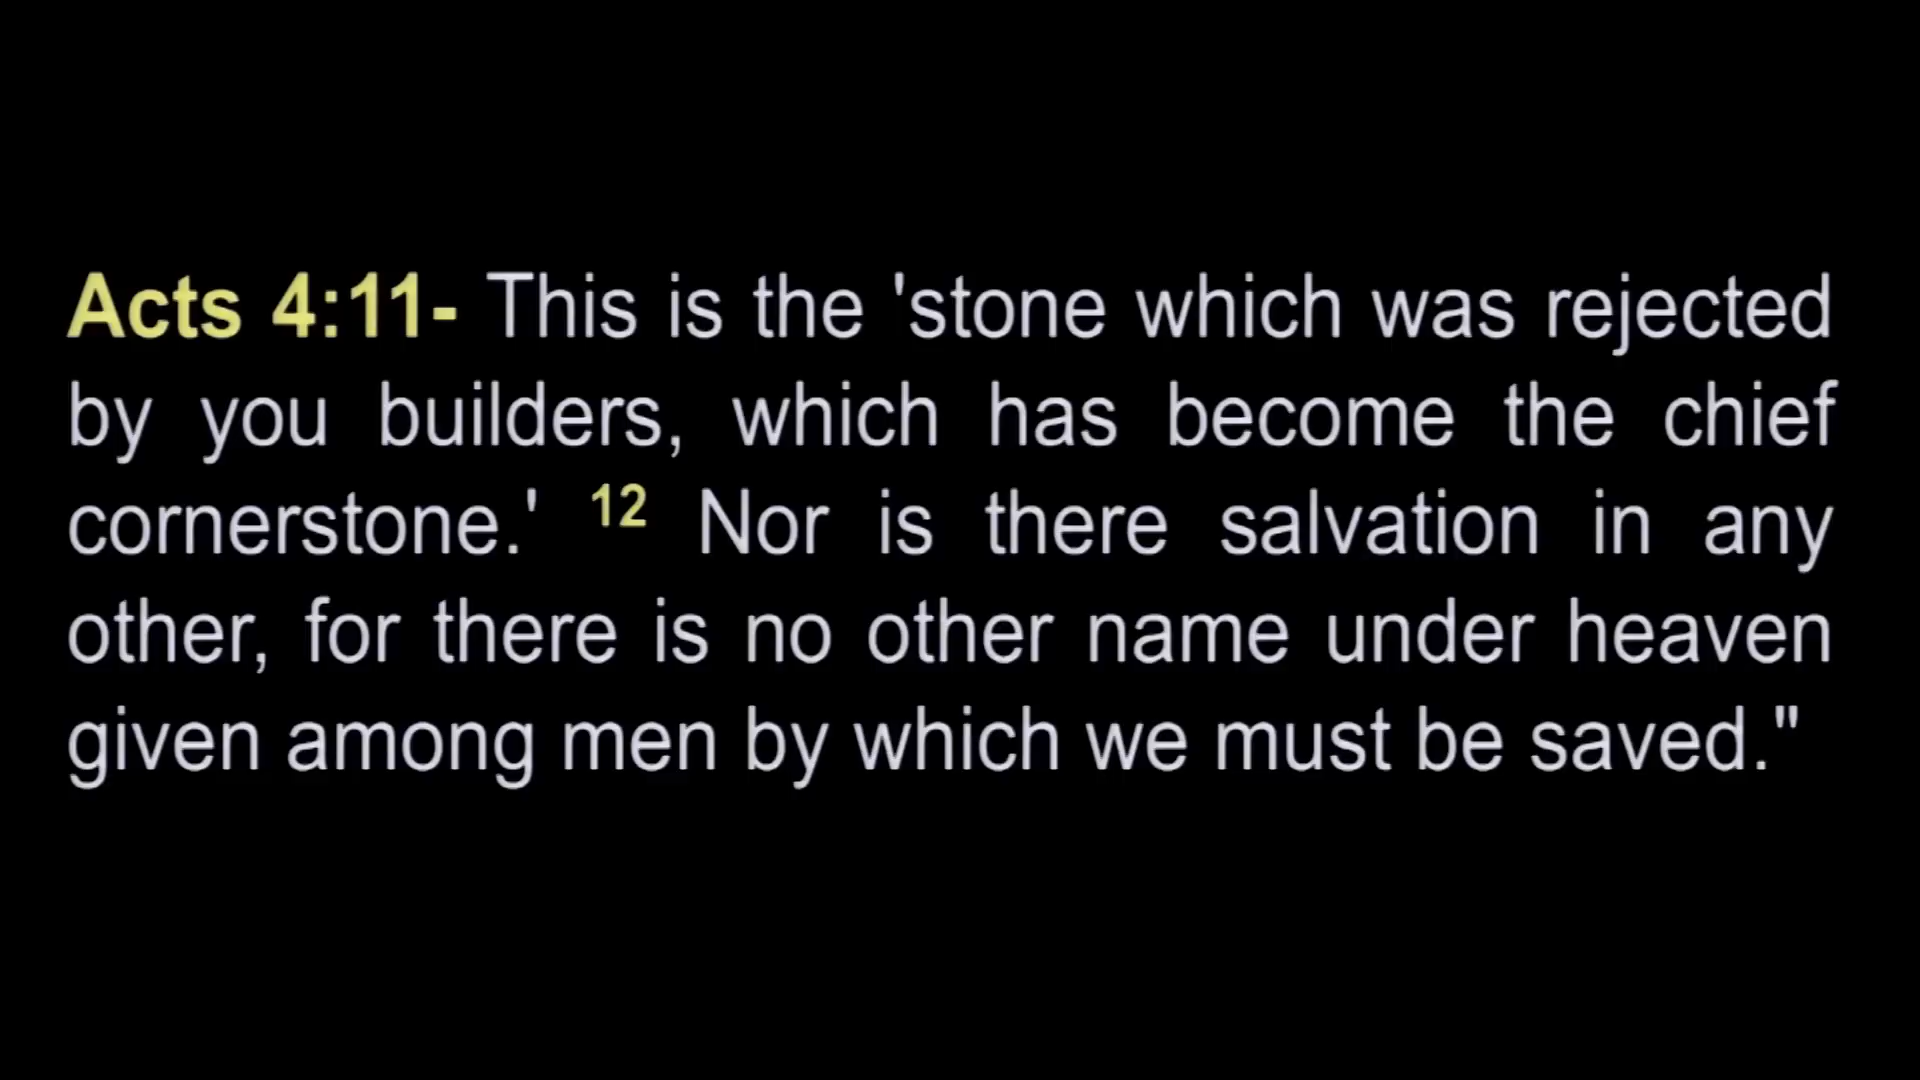 Acts 4:11- This is the 'stone which was rejected
by you builders, which has become the chief
cornerstone.' 12 Nor is there salvation in any
other, for there is no other name under heaven
given among men by which we must be saved."